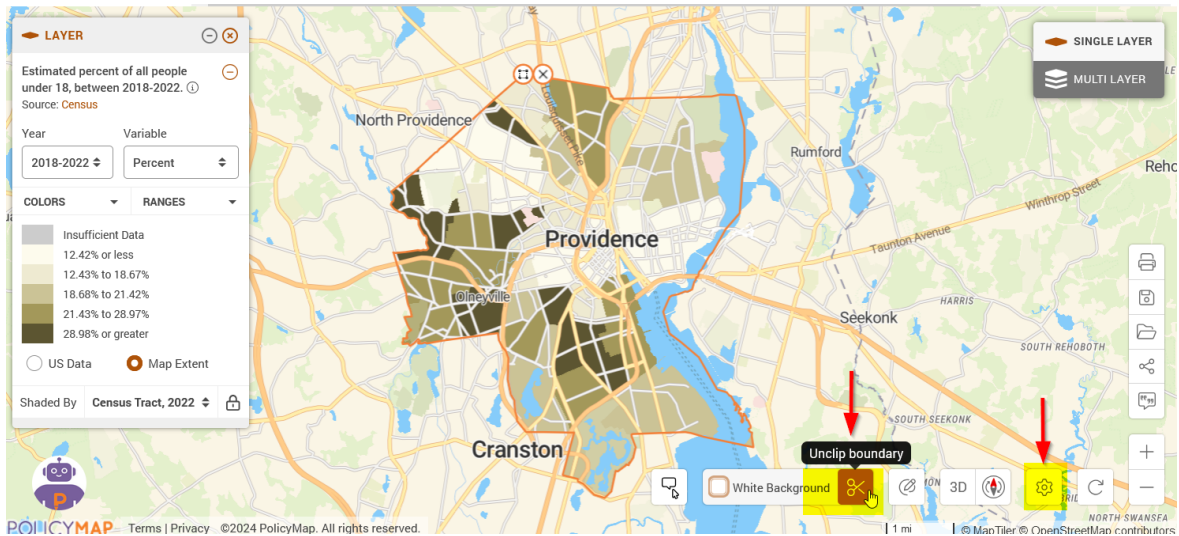 LAYER
Estimated percent of all people
under 18, between 2018-2022.
Source: Census
Year
Variable
2018-2022
Percent
COLORS
RANGES
Insufficient Data
12.42% or less
12.43% to 18.67%
18.68% to 21.42%
21.43% to 28.97%
28.98% or greater
US Data
Map Extent
Shaded By
Census Tract, 2022
P
POLICYMAP
Terms | Privacy ©2024 PolicyMap. All rights reserved.
North Providence
Louisquisset Pike
Providence
Olneyville
Cranston
Rumford
Reho
Winthrop Street
Taunton Avenue
HARRIS
Seekonk
SOUTH REHOBOTH
SOUTH SEEKONK
SINGLE LAYER
MULTI LAYER
Unclip boundary
White Background
3D
NORTH SWANSEA
1 mi
© MapTiler © OpenStreetMap contributors